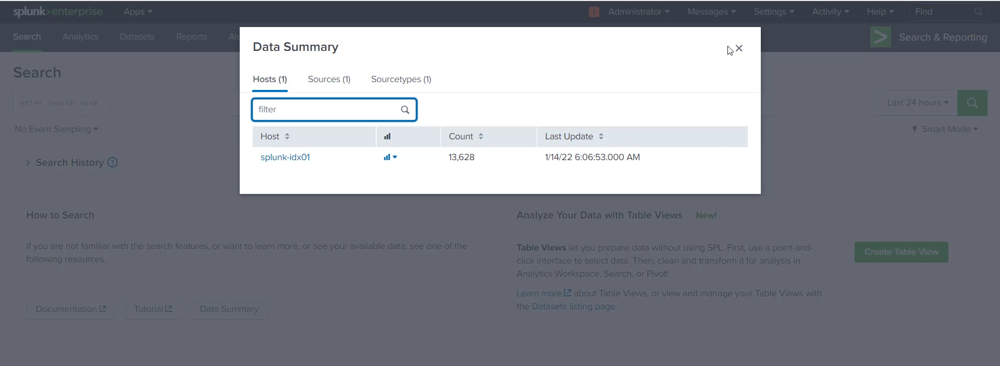 splunk>enterprise Apps Administrator Messages Settings Activity Help Find
Search Analytics Datasets Reports Search & Reporting
Data Summary
Hosts (1) Sources (1) Sourcetypes (1)
filter
Host Count Last Update
splunk-idx01 13,628 1/14/22 6:06:53.000 AM
Search
enter search here... Last 24 hours
No Event Sampling Smart Mode
> Search History ?
How to Search
If you are not familiar with the search features, or want to learn more, or see your available data, see one of the
following resources.
Documentation Tutorial Data Summary
Analyze Your Data with Table Views New!
Table Views let you prepare data without using SPL. First, use a point-and-
click interface to select data. Then, clean and transform it for analysis in
Analytics Workspace, Search, or Pivot!
Learn more about Table Views, or view and manage your Table Views with
the Datasets listing page.
Create Table View